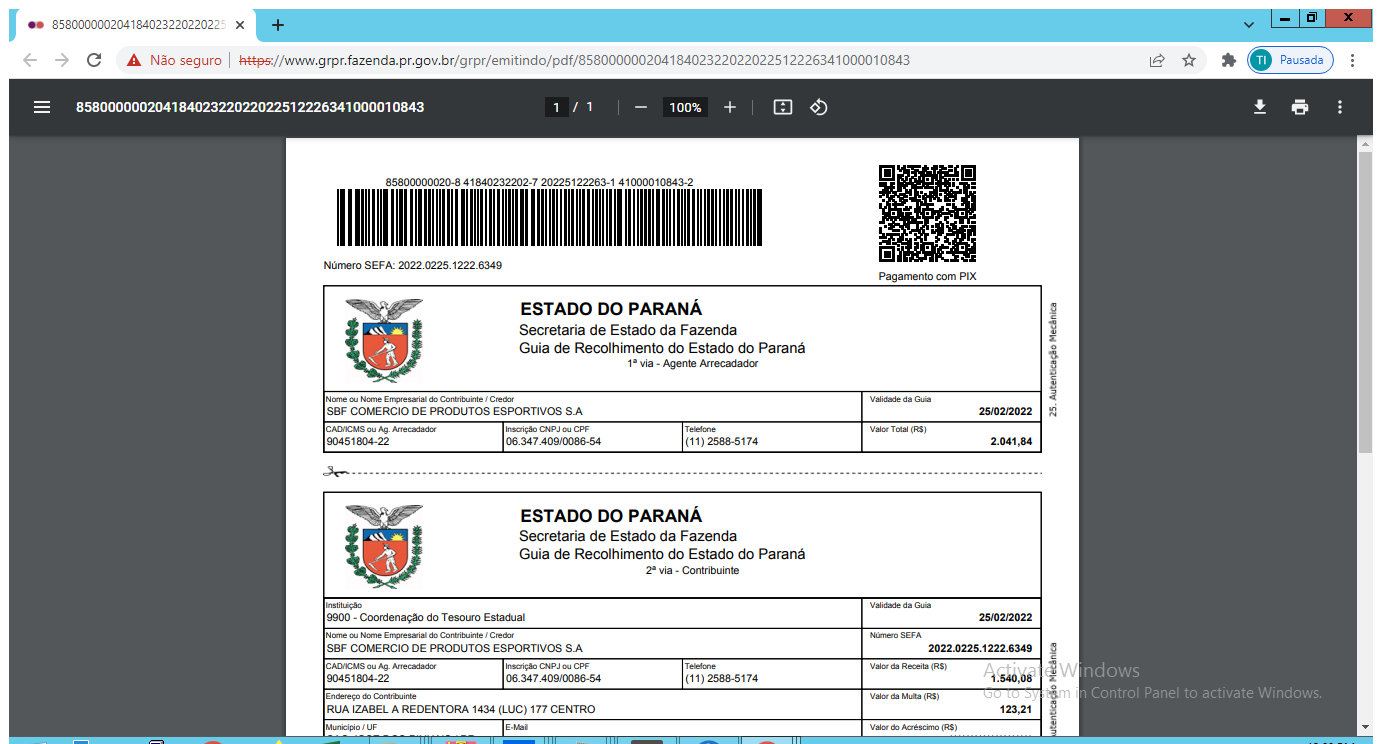 85800000020418402322022025
Não seguro
https://www.grpr.fazenda.pr.gov.br/grpr/emitindo/pdf/85800000020418402322022022512226341000010843
TI Pausada
85800000020418402322022022512226341000010843
1 / 1
100%
85800000020-8 41840232202-7 20225122263-1 41000010843-2
Número SEFA: 2022.0225.1222.6349
Pagamento com PIX
ESTADO DO PARANÁ
Secretaria de Estado da Fazenda
Guia de Recolhimento do Estado do Paraná
1ª via - Agente Arrecadador
25. Autenticação Mecânica
Nome ou Nome Empresarial do Contribuinte / Credor
SBF COMERCIO DE PRODUTOS ESPORTIVOS S.A
Validade da Guia
25/02/2022
CAD/ICMS ou Ag. Arrecadador
90451804-22
Inscrição CNPJ ou CPF
06.347.409/0086-54
Telefone
(11) 2588-5174
Valor Total (R$)
2.041,84
ESTADO DO PARANÁ
Secretaria de Estado da Fazenda
Guia de Recolhimento do Estado do Paraná
2ª via - Contribuinte
Instituição
9900 - Coordenação do Tesouro Estadual
Validade da Guia
25/02/2022
Nome ou Nome Empresarial do Contribuinte / Credor
SBF COMERCIO DE PRODUTOS ESPORTIVOS S.A
Número SEFA
2022.0225.1222.6349
CAD/ICMS ou Ag. Arrecadador
90451804-22
Inscrição CNPJ ou CPF
06.347.409/0086-54
Telefone
(11) 2588-5174
Valor da Receita (R$)
1.540,08
Endereço do Contribuinte
RUA IZABEL A REDENTORA 1434 (LUC) 177 CENTRO
Valor da Multa (R$)
123,21
Município / UF
E-Mail
Valor do Acréscimo (R$)
Autenticação Mecânica
Activate Windows
Go to System in Control Panel to activate Windows.